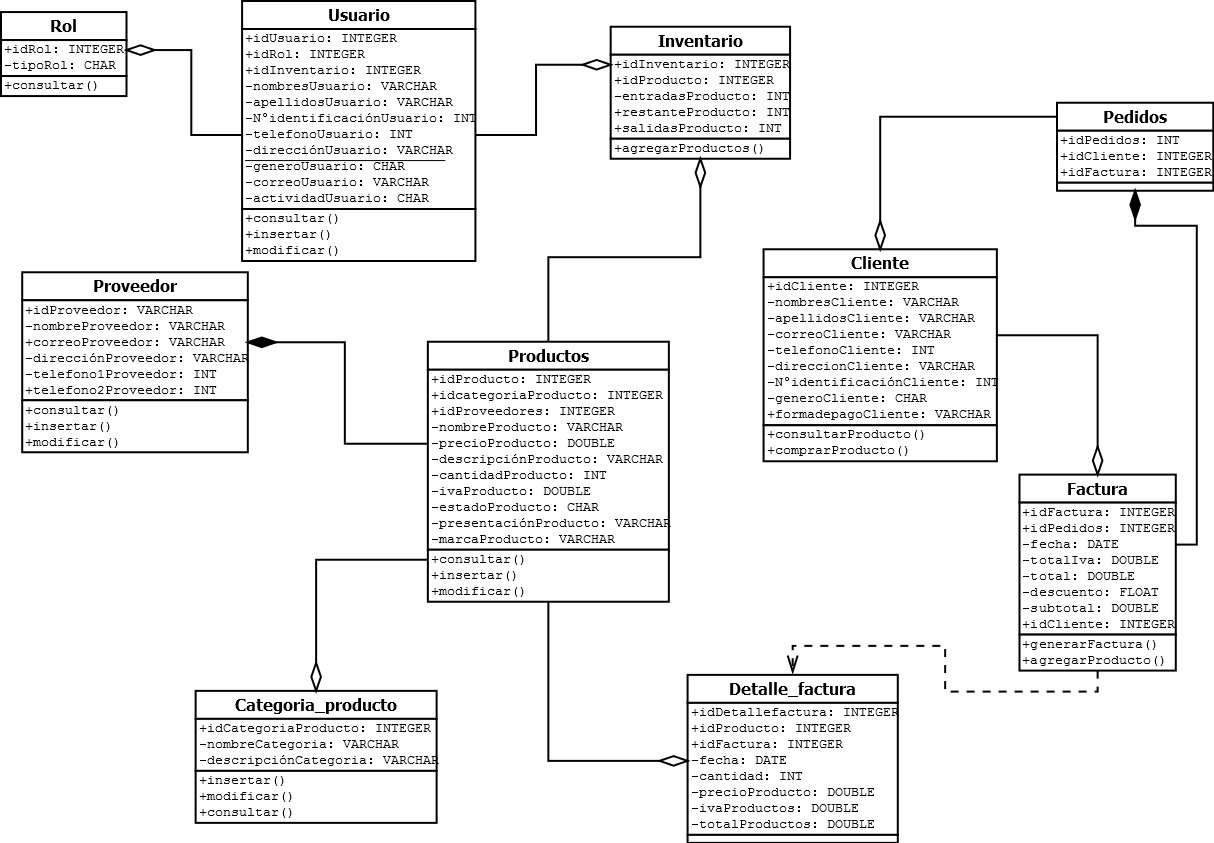 Rol
+idRol: INTEGER
-tipoRol: CHAR
+consultar()
Usuario
+idUsuario: INTEGER
+idRol: INTEGER
+idInventario: INTEGER
-nombresUsuario: VARCHAR
-apellidosUsuario: VARCHAR
-N°identificaciónUsuario: INT
-telefonoUsuario: INT
-direcciónUsuario: VARCHAR
-generoUsuario: CHAR
-correoUsuario: VARCHAR
-actividadUsuario: CHAR
+consultar()
+insertar()
+modificar()
Inventario
+idInventario: INTEGER
+idProducto: INTEGER
-entradasProducto: INT
+restanteProducto: INT
+salidasProducto: INT
+agregarProductos()
Pedidos
+idPedidos: INT
+idCliente: INTEGER
+idFactura: INTEGER
Cliente
+idCliente: INTEGER
-nombresCliente: VARCHAR
-apellidosCliente: VARCHAR
-correoCliente: VARCHAR
-telefonoCliente: INT
-direccionCliente: VARCHAR
-N°identificaciónCliente: INT
-generoCliente: CHAR
+formadepagoCliente: VARCHAR
+consultarProducto()
+comprarProducto()
Proveedor
+idProveedor: VARCHAR
-nombreProveedor: VARCHAR
+correoProveedor: VARCHAR
-direcciónProveedor: VARCHAR
-telefono1Proveedor: INT
+telefono2Proveedor: INT
+consultar()
+insertar()
+modificar()
Productos
+idProducto: INTEGER
+idcategoriaProducto: INTEGER
+idProveedores: INTEGER
-nombreProducto: VARCHAR
-precioProducto: DOUBLE
-descripciónProducto: VARCHAR
-cantidadProducto: INT
-ivaProducto: DOUBLE
-estadoProducto: CHAR
-presentaciónProducto: VARCHAR
-marcaProducto: VARCHAR
+consultar()
+insertar()
+modificar()
Factura
+idFactura: INTEGER
+idPedidos: INTEGER
-fecha: DATE
-totalIva: DOUBLE
-total: DOUBLE
-descuento: FLOAT
-subtotal: DOUBLE
+idCliente: INTEGER
+generarFactura()
+agregarProducto()
Categoria_producto
+idCategoriaProducto: INTEGER
-nombreCategoria: VARCHAR
-descripciónCategoria: VARCHAR
+insertar()
+modificar()
+consultar()
Detalle_factura
+idDetallefactura: INTEGER
+idProducto: INTEGER
+idFactura: INTEGER
-fecha: DATE
-cantidad: INT
-precioProducto: DOUBLE
-ivaProductos: DOUBLE
-totalProductos: DOUBLE